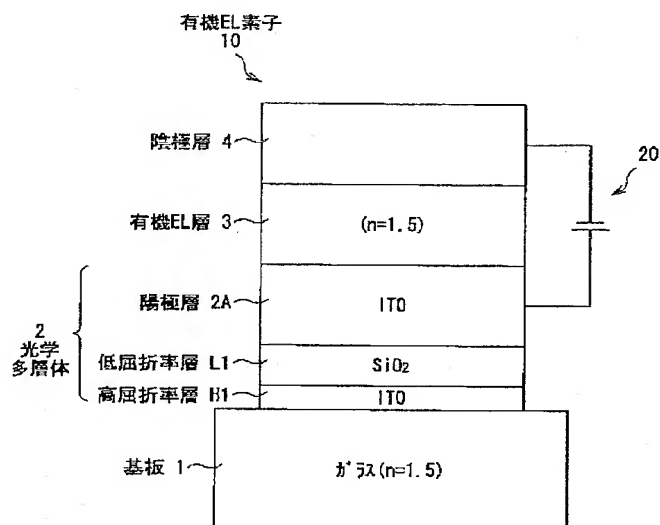 有機EL素子
10
陰極層 4
20
有機EL層 3
(n=1.5)
陽極層 2A
ITO
2
光学
多層体
低屈折率層 L1
SiO₂
高屈折率層 H1
ITO
基板 1
ガラス(n=1.5)